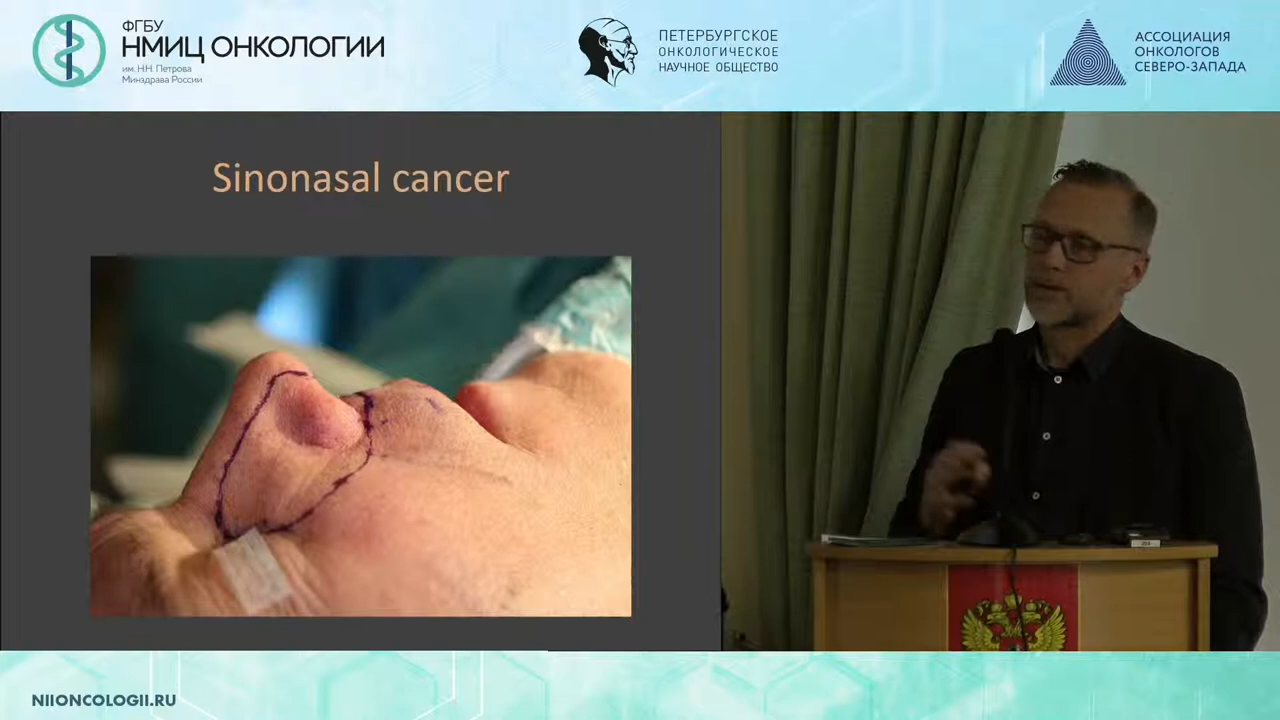 ФГБУ
НМИЦ ОНКОЛОГИИ
им. Н.Н. Петрова
Минздрава России
ПЕТЕРБУРГСКОЕ
ОНКОЛОГИЧЕСКОЕ
НАУЧНОЕ ОБЩЕСТВО
АССОЦИАЦИЯ
ОНКОЛОГОВ
СЕВЕРО-ЗАПАДА
Sinonasal cancer
NIIONCOLOGII.RU